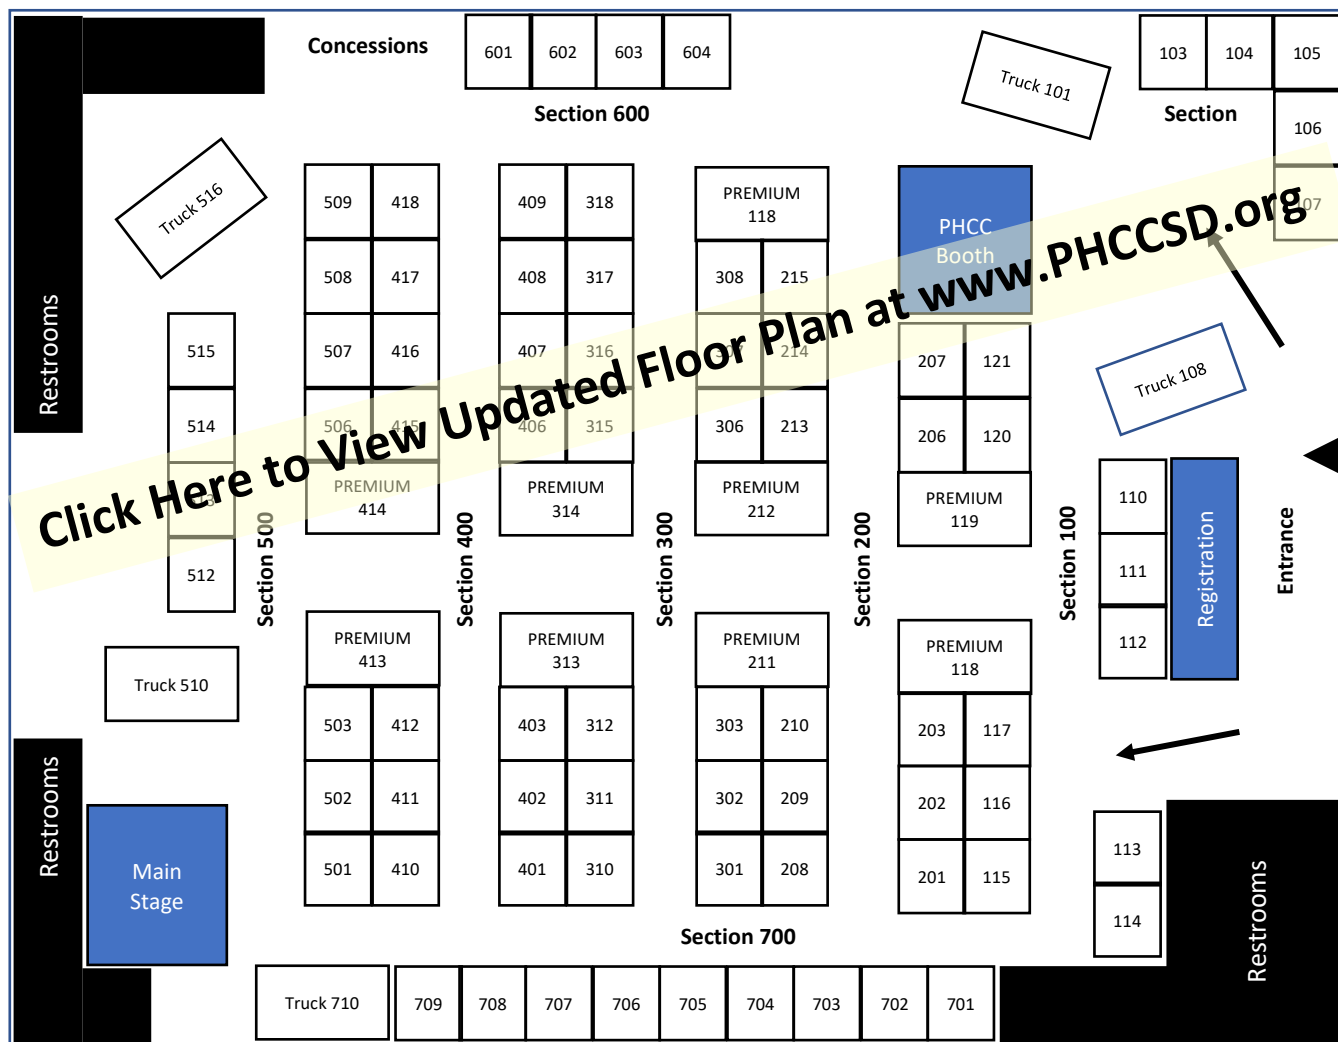 Concessions
601 602 603 604
Truck 101
103 104 105
Section 600
Section
106
107
Restrooms
Truck 516
509 418
409 318
PREMIUM
118
PHCC
Booth
508 417
408 317
308 215
515
507 416
407 316
307 214
207 121
Truck 108
514
506 415
406 315
306 213
206 120
Click Here to View Updated Floor Plan at www.PHCCSD.org
513
PREMIUM
414
PREMIUM
314
PREMIUM
212
PREMIUM
119
110
512
Section 500
Section 400
Section 300
Section 200
Section 100
111
Registration
Entrance
112
Truck 510
PREMIUM
413
PREMIUM
313
PREMIUM
211
PREMIUM
118
503 412
403 312
303 210
203 117
Restrooms
502 411
402 311
302 209
202 116
113
Main
Stage
501 410
401 310
301 208
201 115
114
Restrooms
Section 700
Truck 710
709 708 707 706 705 704 703 702 701